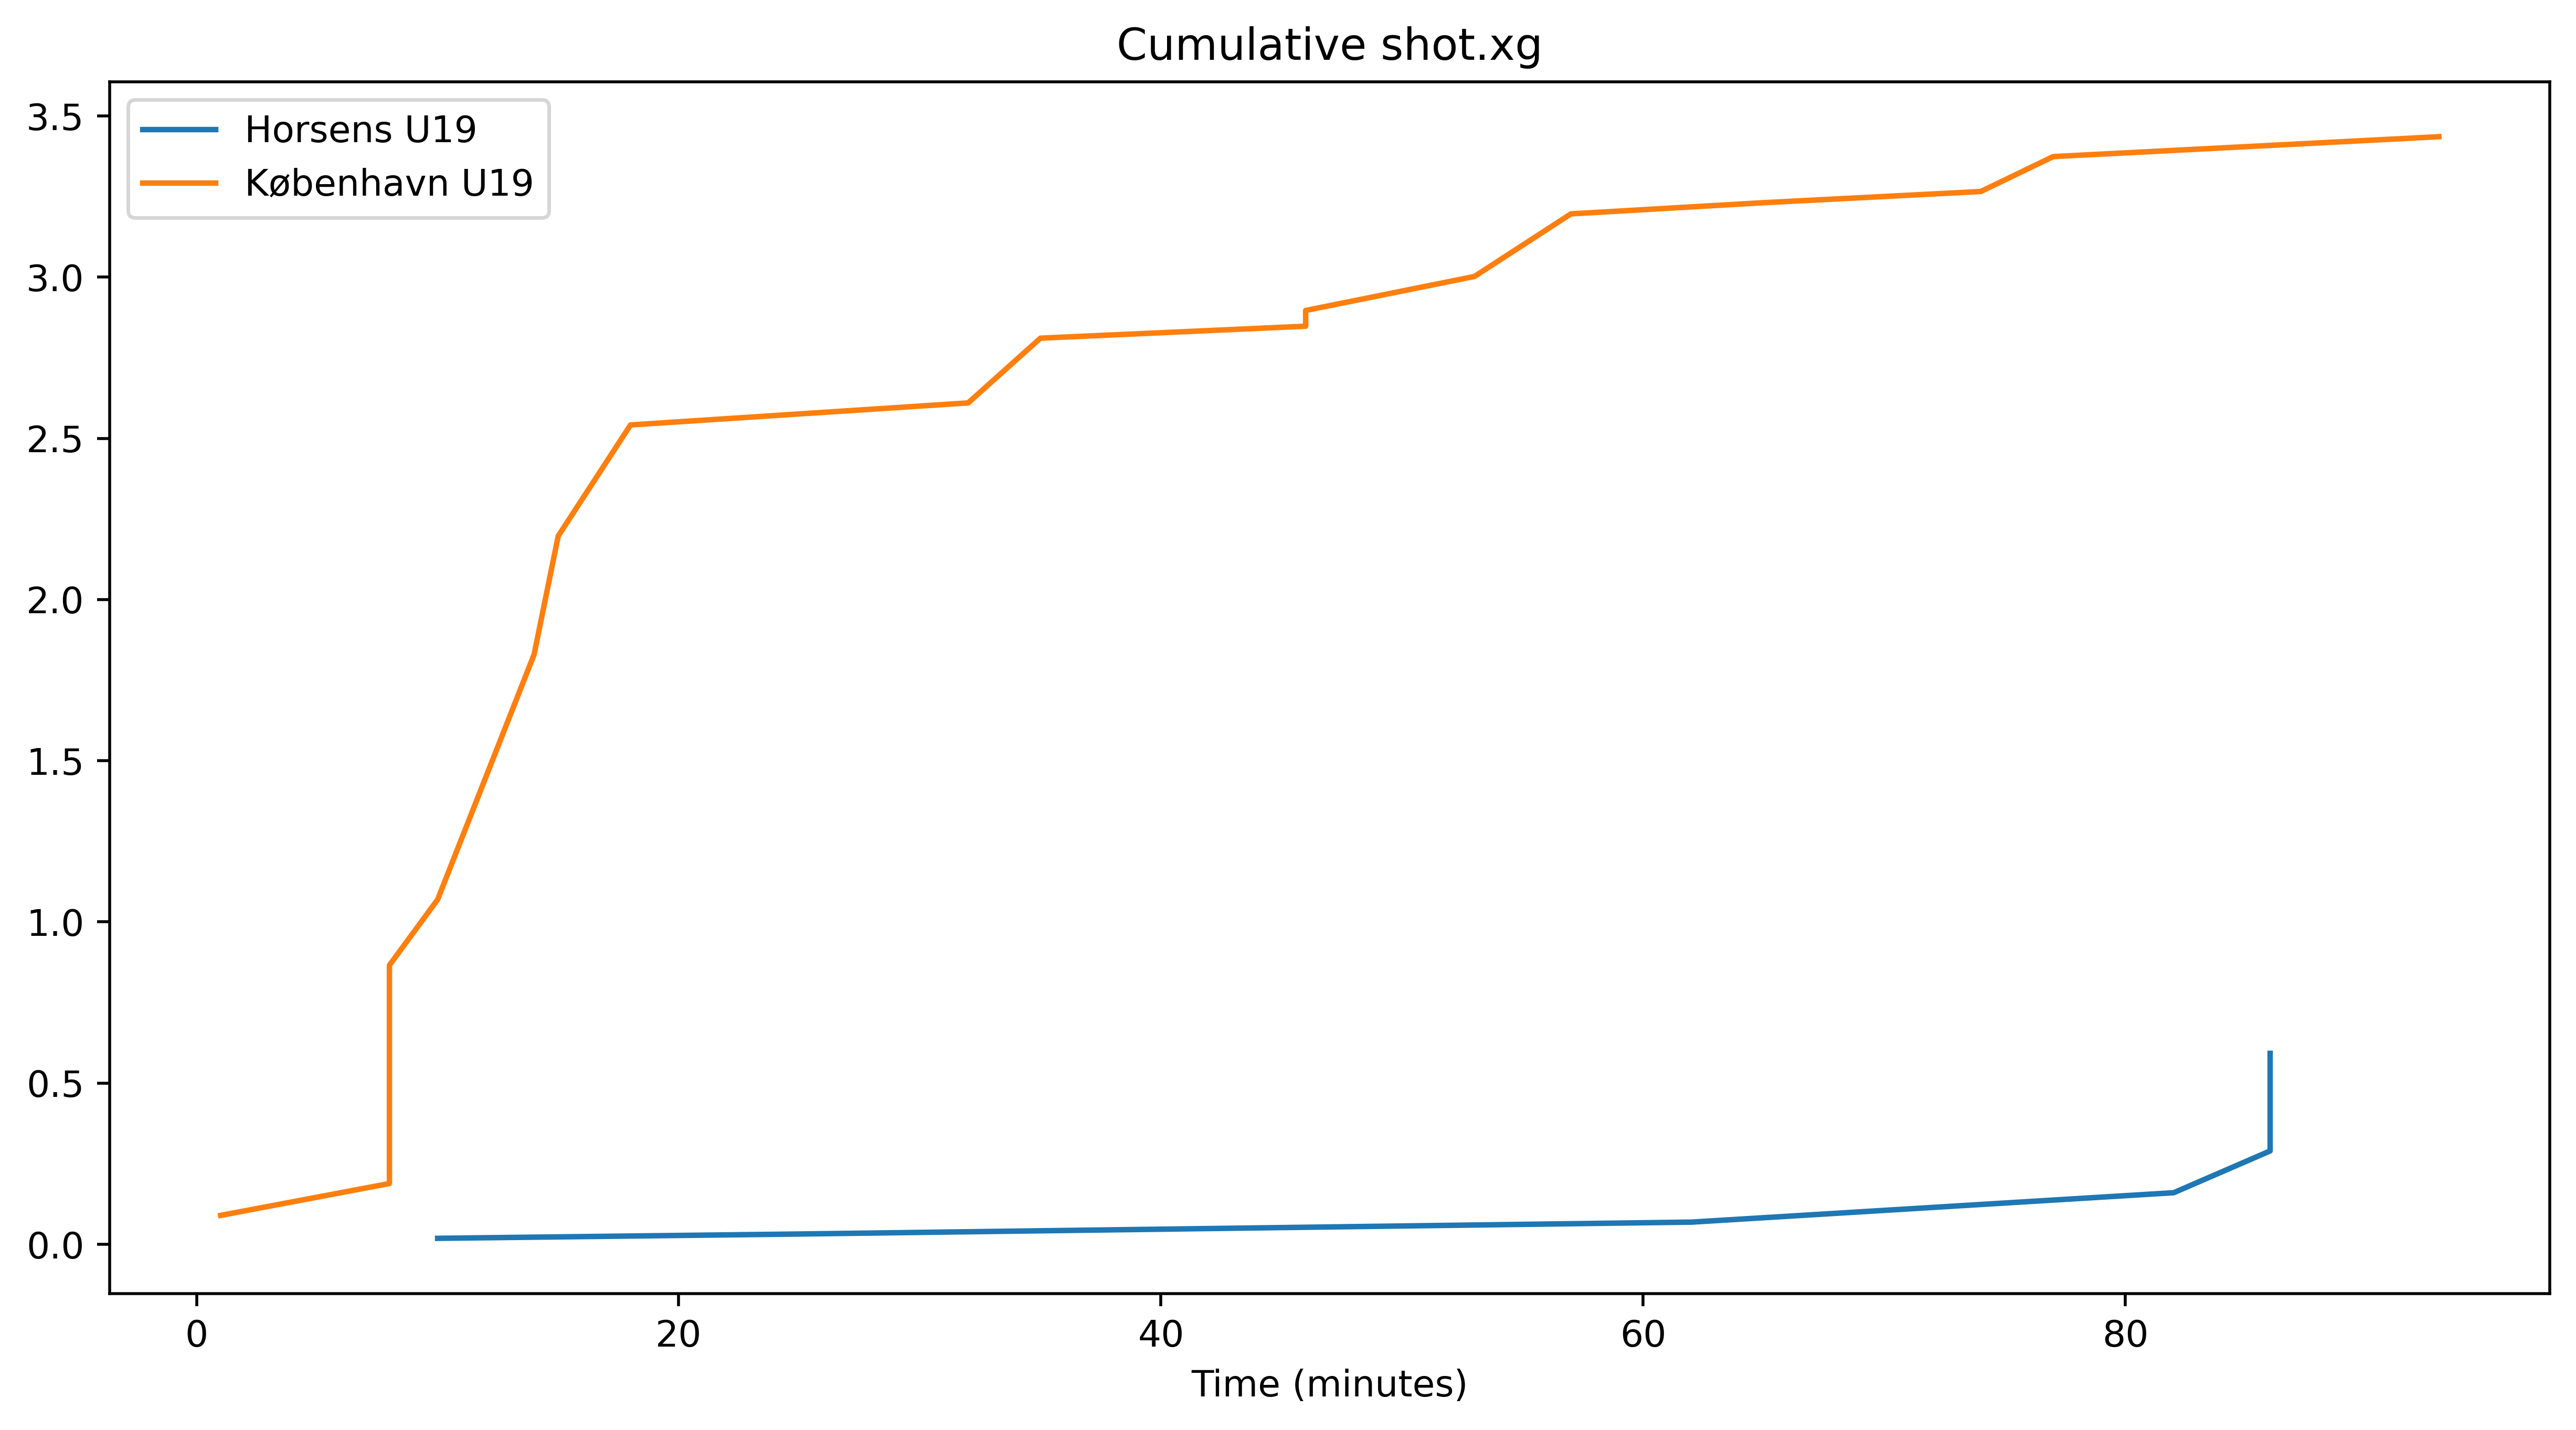 Cumulative shot.xg
Horsens U19
København U19
3.5
3.0
2.5
2.0
1.5
1.0
0.5
0.0
0 20 40 60 80
Time (minutes)